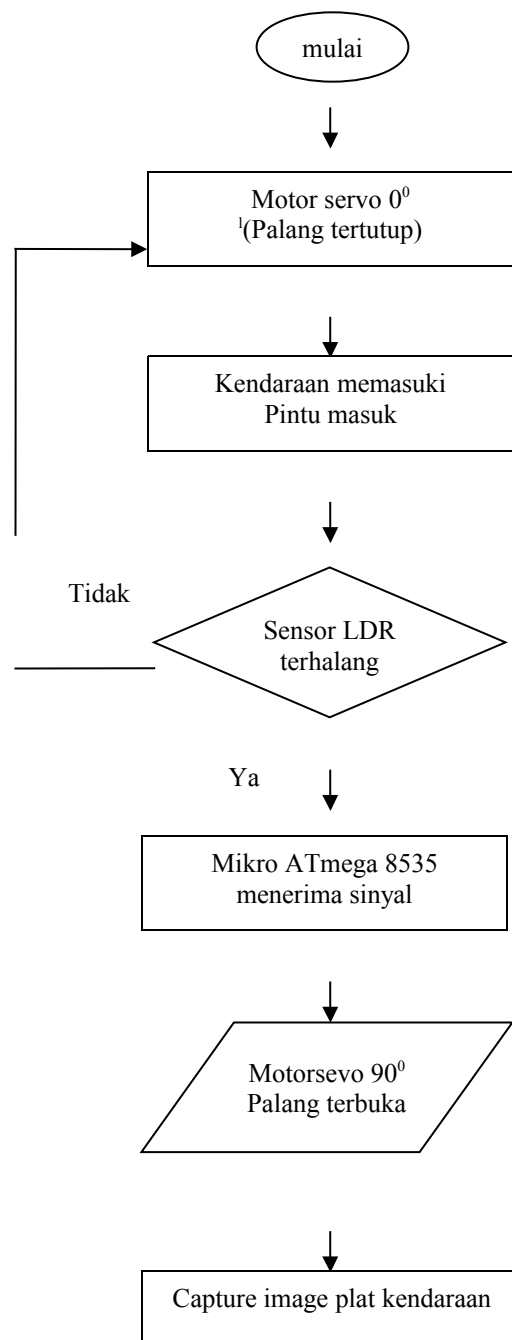 mulai
Motor servo 0⁰
¹(Palang tertutup)
Kendaraan memasuki
Pintu masuk
Tidak
Sensor LDR
terhalang
Ya
Mikro ATmega 8535
menerima sinyal
Motorsevo 90⁰
Palang terbuka
Capture image plat kendaraan